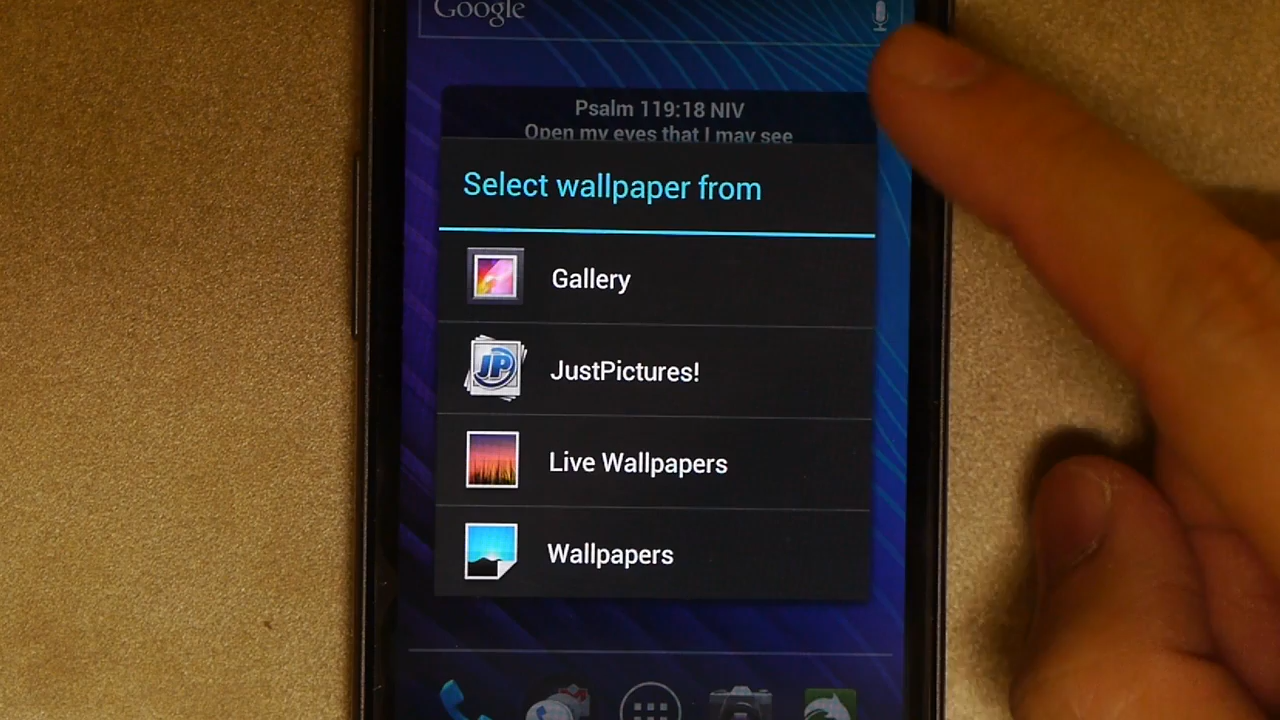 Google
Psalm 119:18 NIV
Open my eyes that I may see
Select wallpaper from
Gallery
JP
JustPictures!
Live Wallpapers
Wallpapers